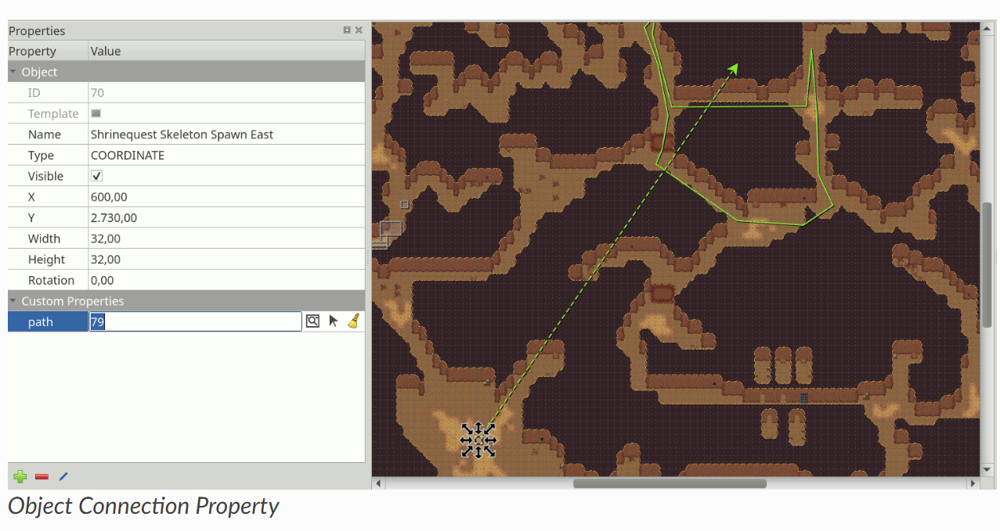 Properties
Property Value
Object
ID 70
Template
Name Shrinequest Skeleton Spawn East
Type COORDINATE
Visible
X 600,00
Y 2.730,00
Width 32,00
Height 32,00
Rotation 0,00
Custom Properties
path 79
Object Connection Property